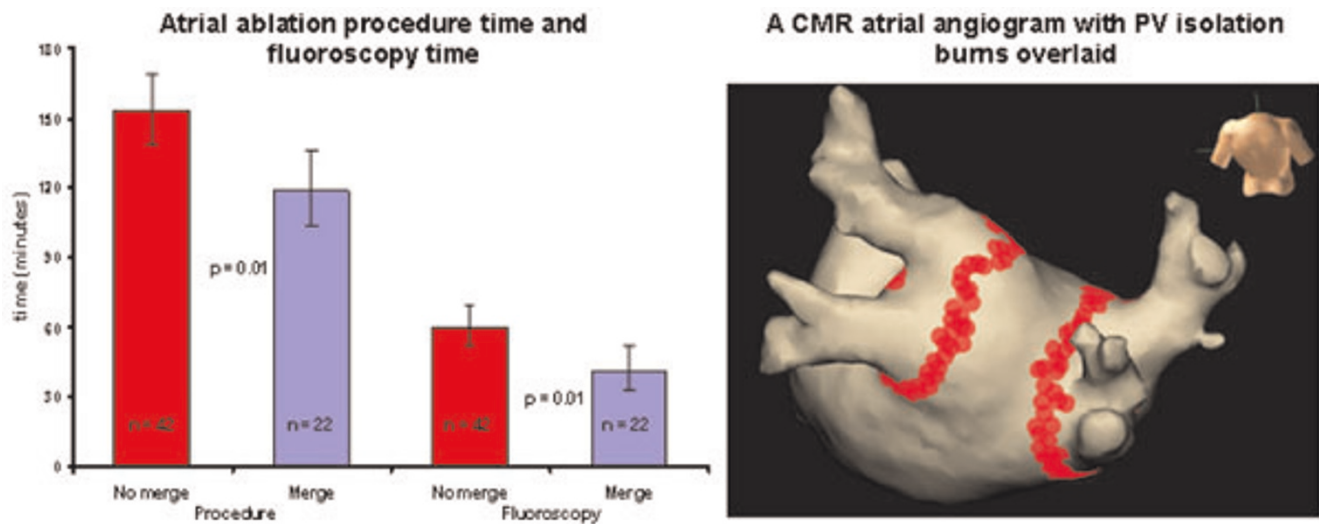 Atrial ablation procedure time and
fluoroscopy time
180
150
120
90
60
30
0
time (minutes)
p = 0.01
p = 0.01
n = 42
n = 22
n = 42
n = 22
No merge
Merge
No merge
Merge
Procedure
Fluoroscopy
A CMR atrial angiogram with PV isolation
burns overlaid